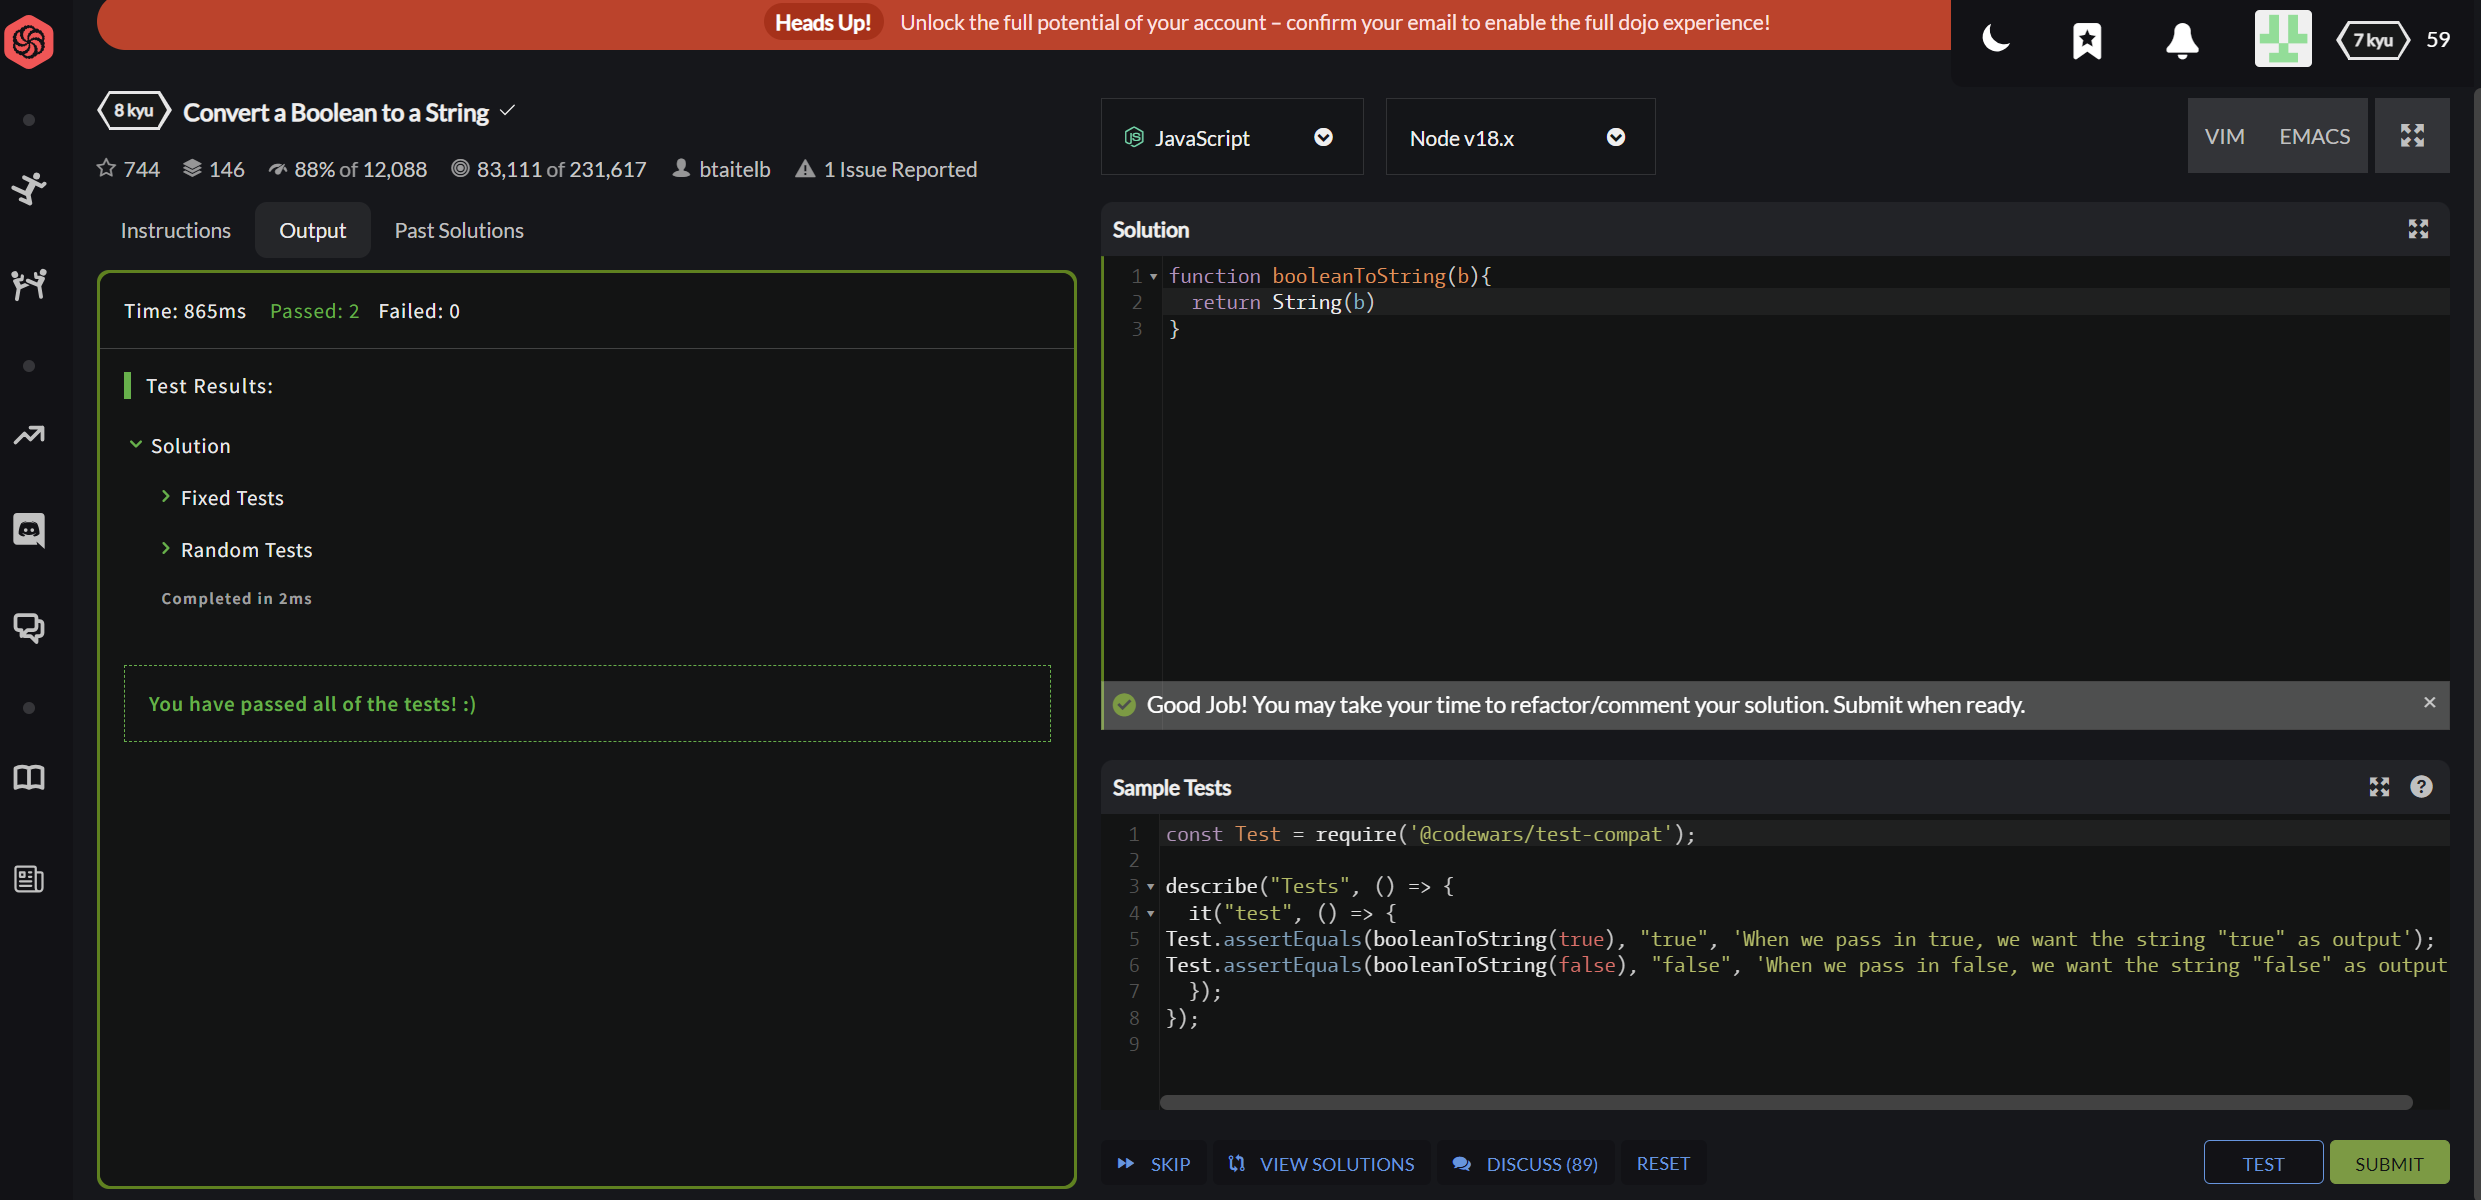 Heads Up! Unlock the full potential of your account – confirm your email to enable the full dojo experience!
7 kyu 59
8 kyu Convert a Boolean to a String
744 146 88% of 12,088 83,111 of 231,617 btaitelb 1 Issue Reported
JavaScript
Node v18.x
VIM EMACS
Instructions Output Past Solutions
Time: 865ms Passed: 2 Failed: 0
Test Results:
Solution
Fixed Tests
Random Tests
Completed in 2ms
You have passed all of the tests! :)
Solution
1 function booleanToString(b){
2   return String(b)
3 }
Good Job! You may take your time to refactor/comment your solution. Submit when ready.
Sample Tests
1 const Test = require('@codewars/test-compat');
2
3 describe("Tests", () => {
4   it("test", () => {
5 Test.assertEquals(booleanToString(true), "true", 'When we pass in true, we want the string "true" as output');
6 Test.assertEquals(booleanToString(false), "false", 'When we pass in false, we want the string "false" as output
7   });
8 });
9
SKIP VIEW SOLUTIONS DISCUSS (89) RESET
TEST SUBMIT